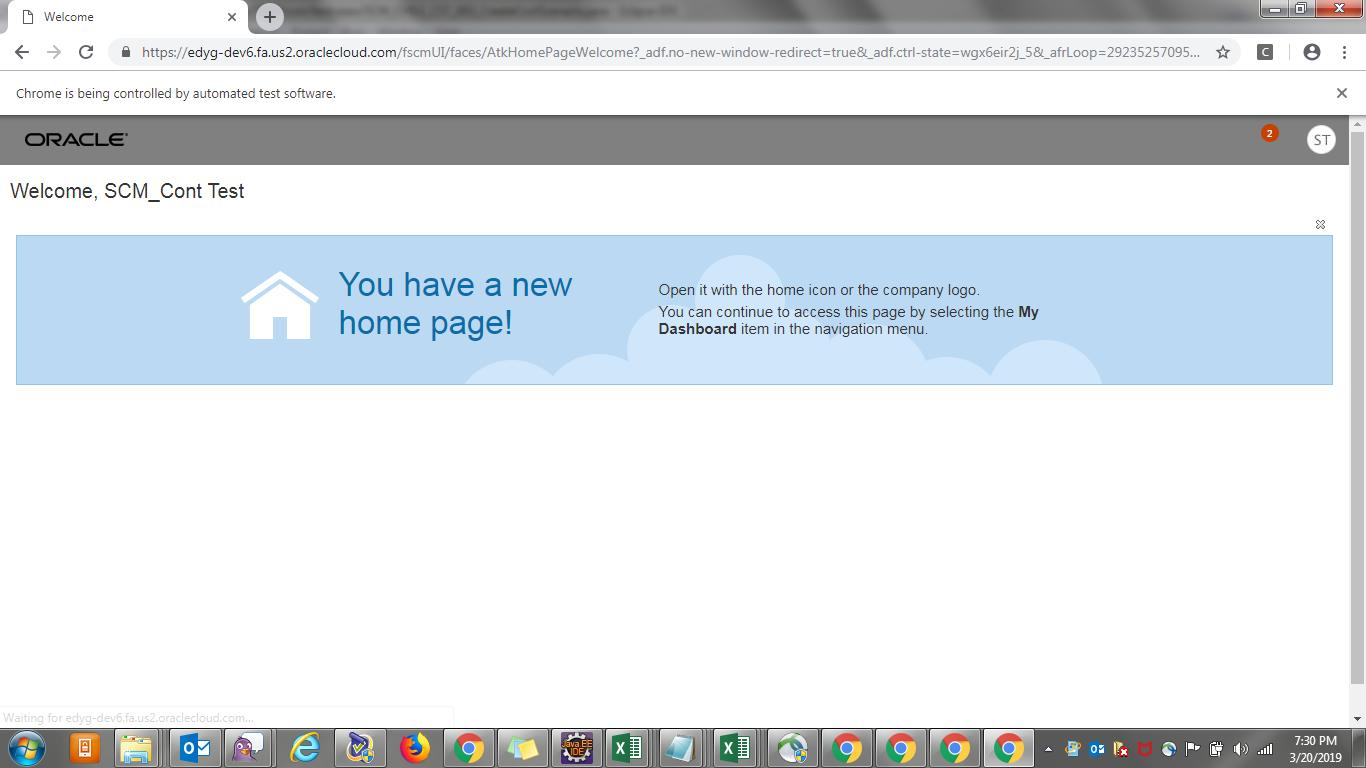 Welcome
https://edyg-dev6.fa.us2.oraclecloud.com/fscmUI/faces/AtkHomePageWelcome?_adf.no-new-window-redirect=true&_adf.ctrl-state=wgx6eir2j_5&_afrLoop=29235257095...
C
Chrome is being controlled by automated test software.
ORACLE
2
ST
Welcome, SCM_Cont Test
You have a new
home page!
Open it with the home icon or the company logo.
You can continue to access this page by selecting the My
Dashboard item in the navigation menu.
Waiting for edyg-dev6.fa.us2.oraclecloud.com...
Java EE
IDE
7:30 PM
3/20/2019